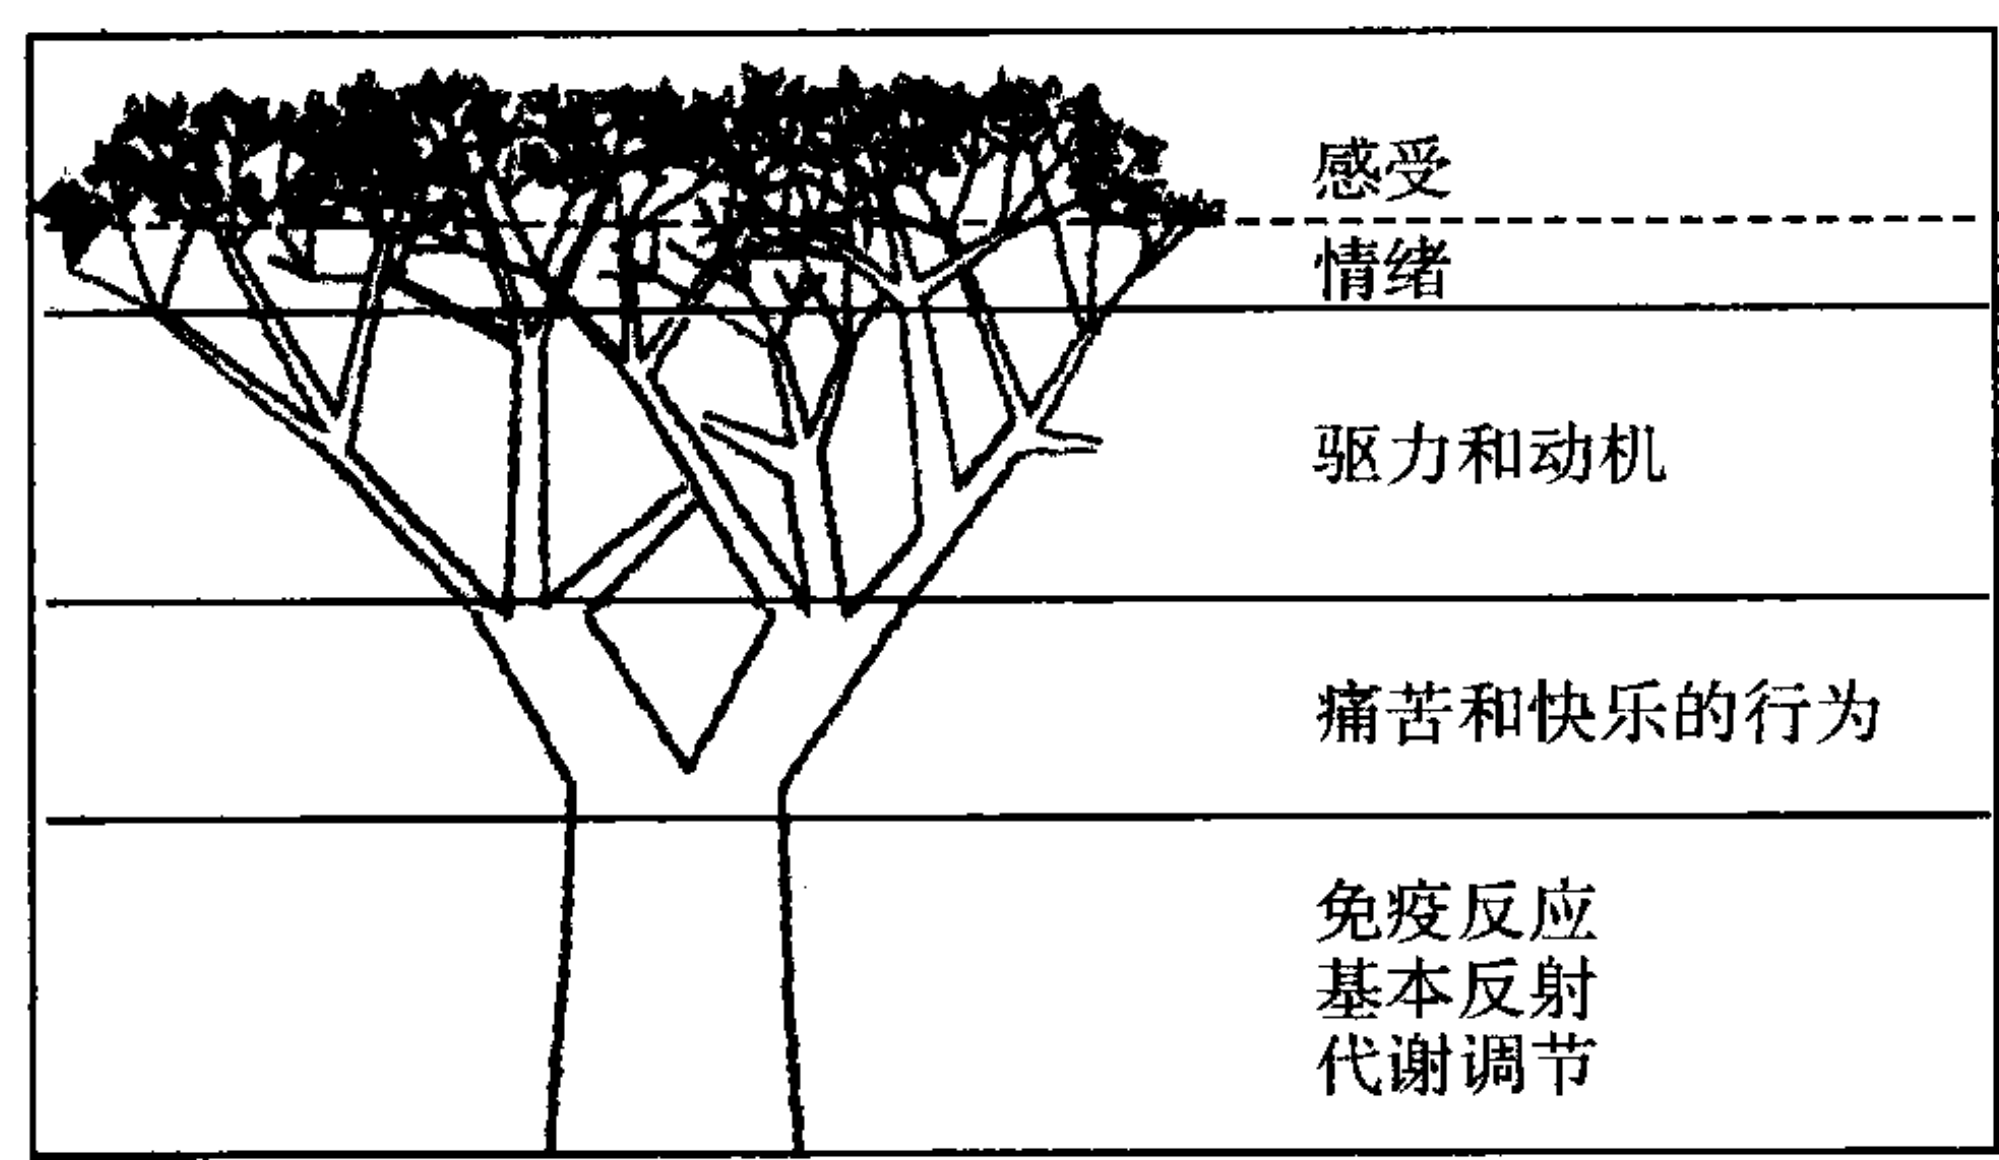 感受
情绪
驱力和动机
痛苦和快乐的行为
免疫反应
基本反射
代谢调节